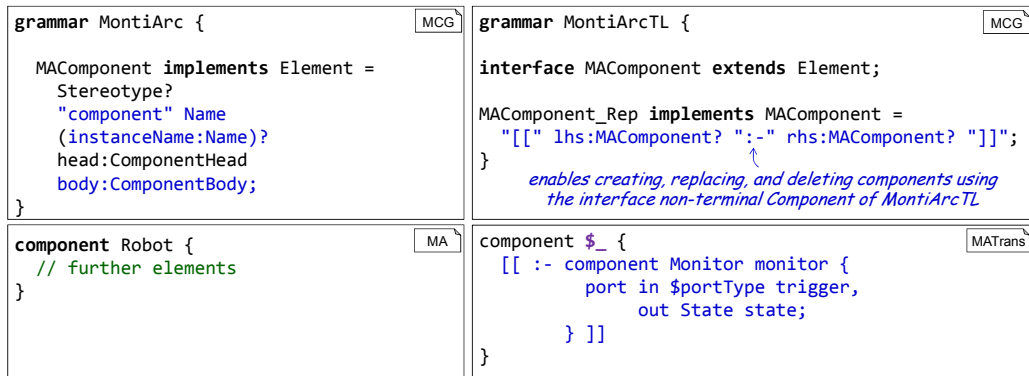 grammar MontiArc {
MCG
MAComponent implements Element =
Stereotype?
"component" Name
(instanceName:Name)?
head:ComponentHead
body:ComponentBody;
}
grammar MontiArcTL {
MCG
interface MAComponent extends Element;
MAComponent_Rep implements MAComponent =
"[[" lhs:MAComponent? ":-" rhs:MAComponent? "]]";
}
enables creating, replacing, and deleting components using
the interface non-terminal Component of MontiArcTL
component Robot {
MA
// further elements
}
component $_ {
MATrans
[[ :- component Monitor monitor {
port in $portType trigger,
out State state;
} ]]
}